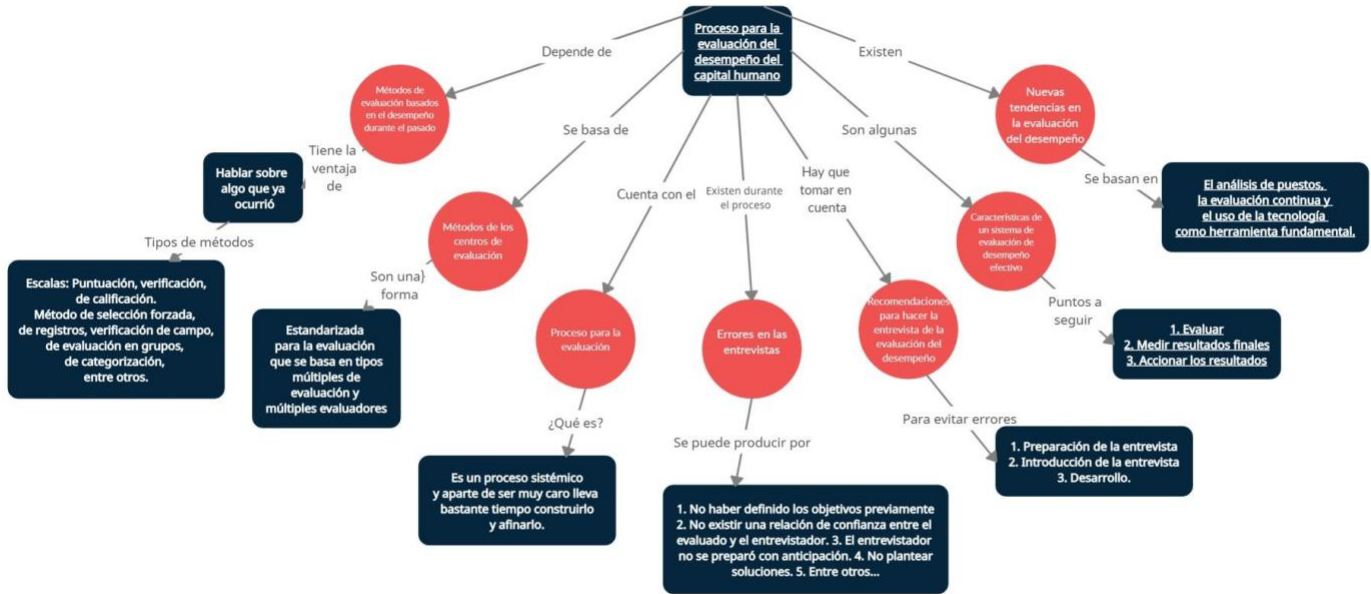 Proceso para la
evaluación del
desempeño del
capital humano
Depende de
Métodos de
evaluación basados
en el desempeño
durante el pasado
Tiene la
ventaja
de
Hablar sobre
algo que ya
ocurrió
Tipos de métodos
Escalas: Puntuación, verificación,
de calificación.
Método de selección forzada,
de registros, verificación de campo,
de evaluación en grupos,
de categorización,
entre otros.
Se basa de
Métodos de los
centros de
evaluación
Son una}
forma
Estandarizada
para la evaluación
que se basa en tipos
múltiples de
evaluación y
múltiples evaluadores
Cuenta con el
Proceso para la
evaluación
¿Qué es?
Es un proceso sistémico
y aparte de ser muy caro lleva
bastante tiempo construirlo
y afinarlo.
Existen durante
el proceso
Errores en las
entrevistas
Se puede producir por
1. No haber definido los objetivos previamente
2. No existir una relación de confianza entre el
evaluado y el entrevistador. 3. El entrevistador
no se preparó con anticipación. 4. No plantear
soluciones. 5. Entre otros...
Hay que
tomar en
cuenta
Recomendaciones
para hacer la
entrevista de la
evaluación del
desempeño
Para evitar errores
1. Preparación de la entrevista
2. Introducción de la entrevista
3. Desarrollo.
Son algunas
Características de
un sistema de
evaluación de
desempeño
efectivo
Puntos a
seguir
1. Evaluar
2. Medir resultados finales
3. Accionar los resultados
Existen
Nuevas
tendencias en
la evaluación
del desempeño
Se basan en
El análisis de puestos,
la evaluación continua y
el uso de la tecnología
como herramienta fundamental.